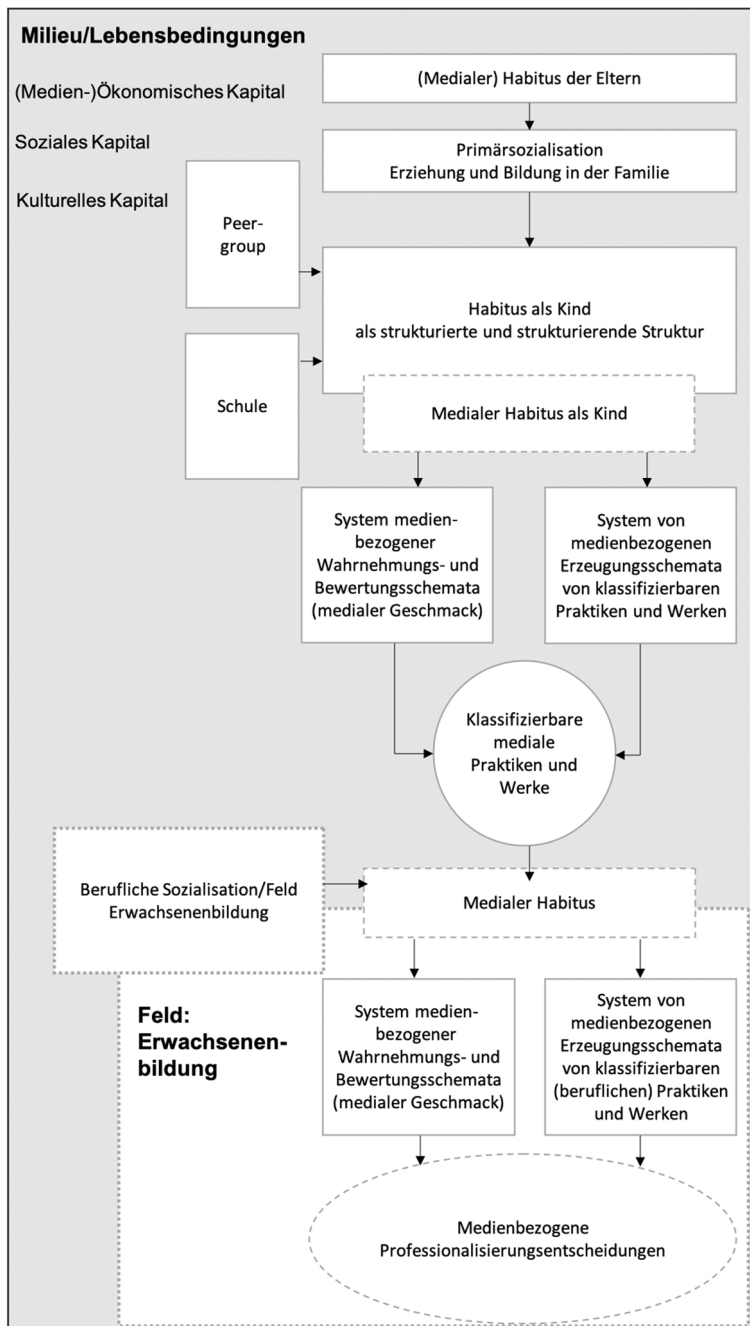 Milieu/Lebensbedingungen
(Medien-)Ökonomisches Kapital
Soziales Kapital
Kulturelles Kapital
(Medialer) Habitus der Eltern
Primärsozialisation
Erziehung und Bildung in der Familie
Peer-
group
Habitus als Kind
als strukturierte und strukturierende Struktur
Schule
Medialer Habitus als Kind
System medien-
bezogener
Wahrnehmungs- und
Bewertungsschemata
(medialer Geschmack)
System von
medienbezogenen
Erzeugungsschemata
von klassifizierbaren
Praktiken und Werken
Klassifizierbare
mediale
Praktiken und
Werke
Berufliche Sozialisation/Feld
Erwachsenenbildung
Medialer Habitus
Feld:
Erwachsenen-
bildung
System medien-
bezogener
Wahrnehmungs- und
Bewertungsschemata
(medialer Geschmack)
System von
medienbezogenen
Erzeugungsschemata
von klassifizierbaren
(beruflichen) Praktiken
und Werken
Medienbezogene
Professionalisierungsentscheidungen